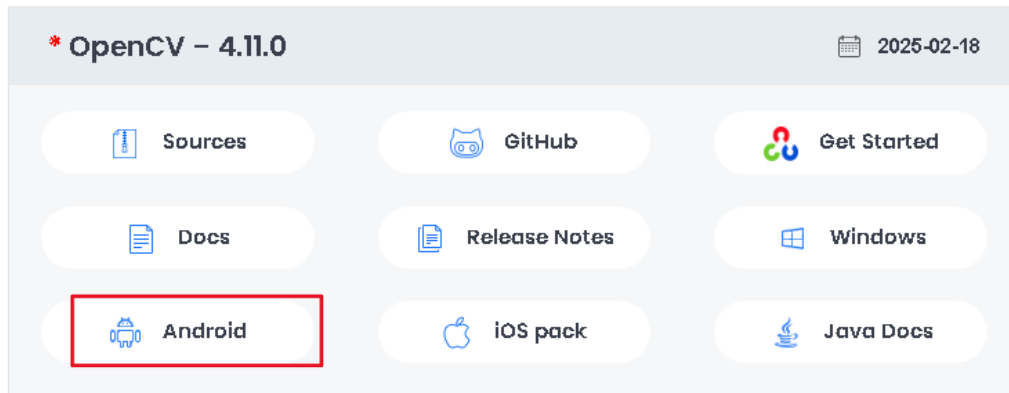 * OpenCV – 4.11.0
2025-02-18
Sources
GitHub
Get Started
Docs
Release Notes
Windows
Android
iOS pack
Java Docs